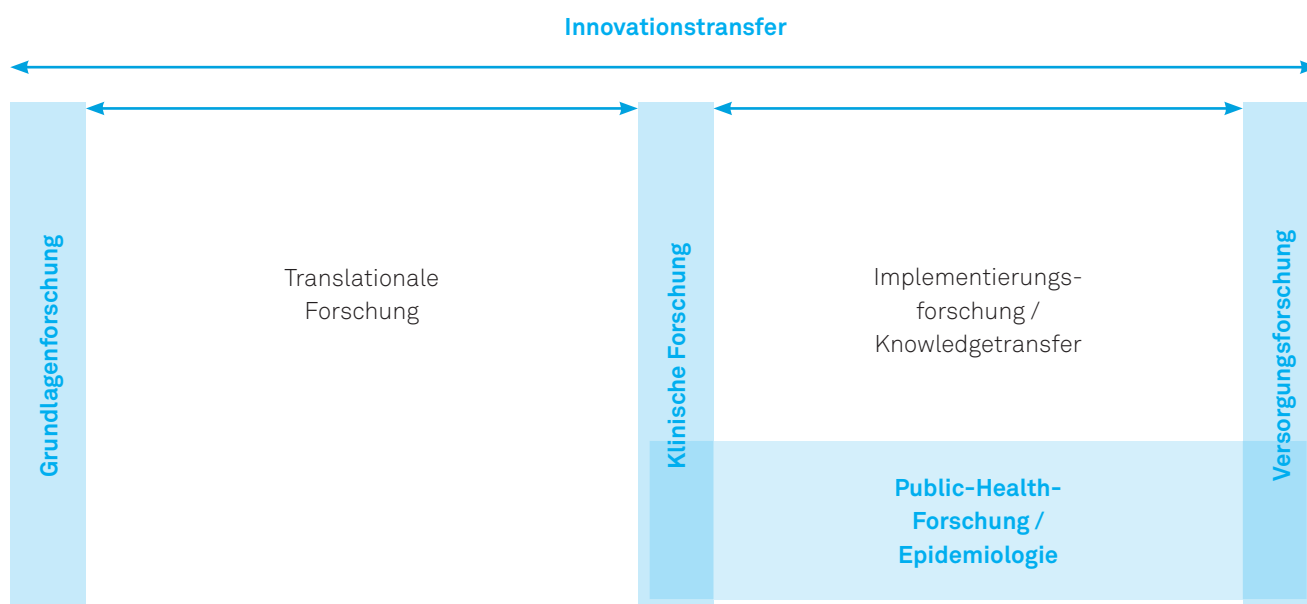 Innovationstransfer
Grundlagenforschung
Translationale
Forschung
Klinische Forschung
Implementierungs-
forschung /
Knowledgetransfer
Versorgungsforschung
Public-Health-
Forschung /
Epidemiologie